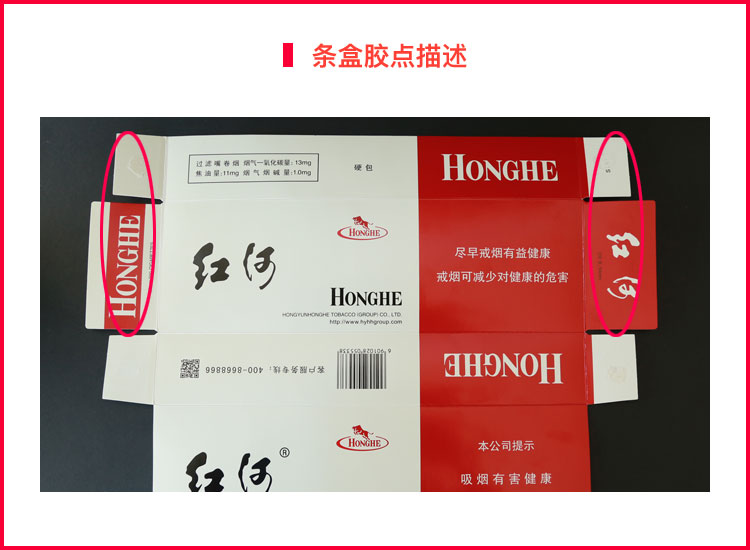 条盒胶点描述
过滤嘴卷烟 烟气一氧化碳量:13mg
焦油量:11mg 烟气烟碱量:1.0mg
硬包
HONGHE
HONGHE
红河
HONGHE
HONGHE
HONGYUNHONGHE TOBACCO (GROUP) CO., LTD.
http://www.hyhhgroup.com
尽早戒烟有益健康
戒烟可减少对健康的危害
红河
客户服务专线:400-8668866
6901028055338
HONGHE
红河®
HONGHE
本公司提示
吸烟有害健康